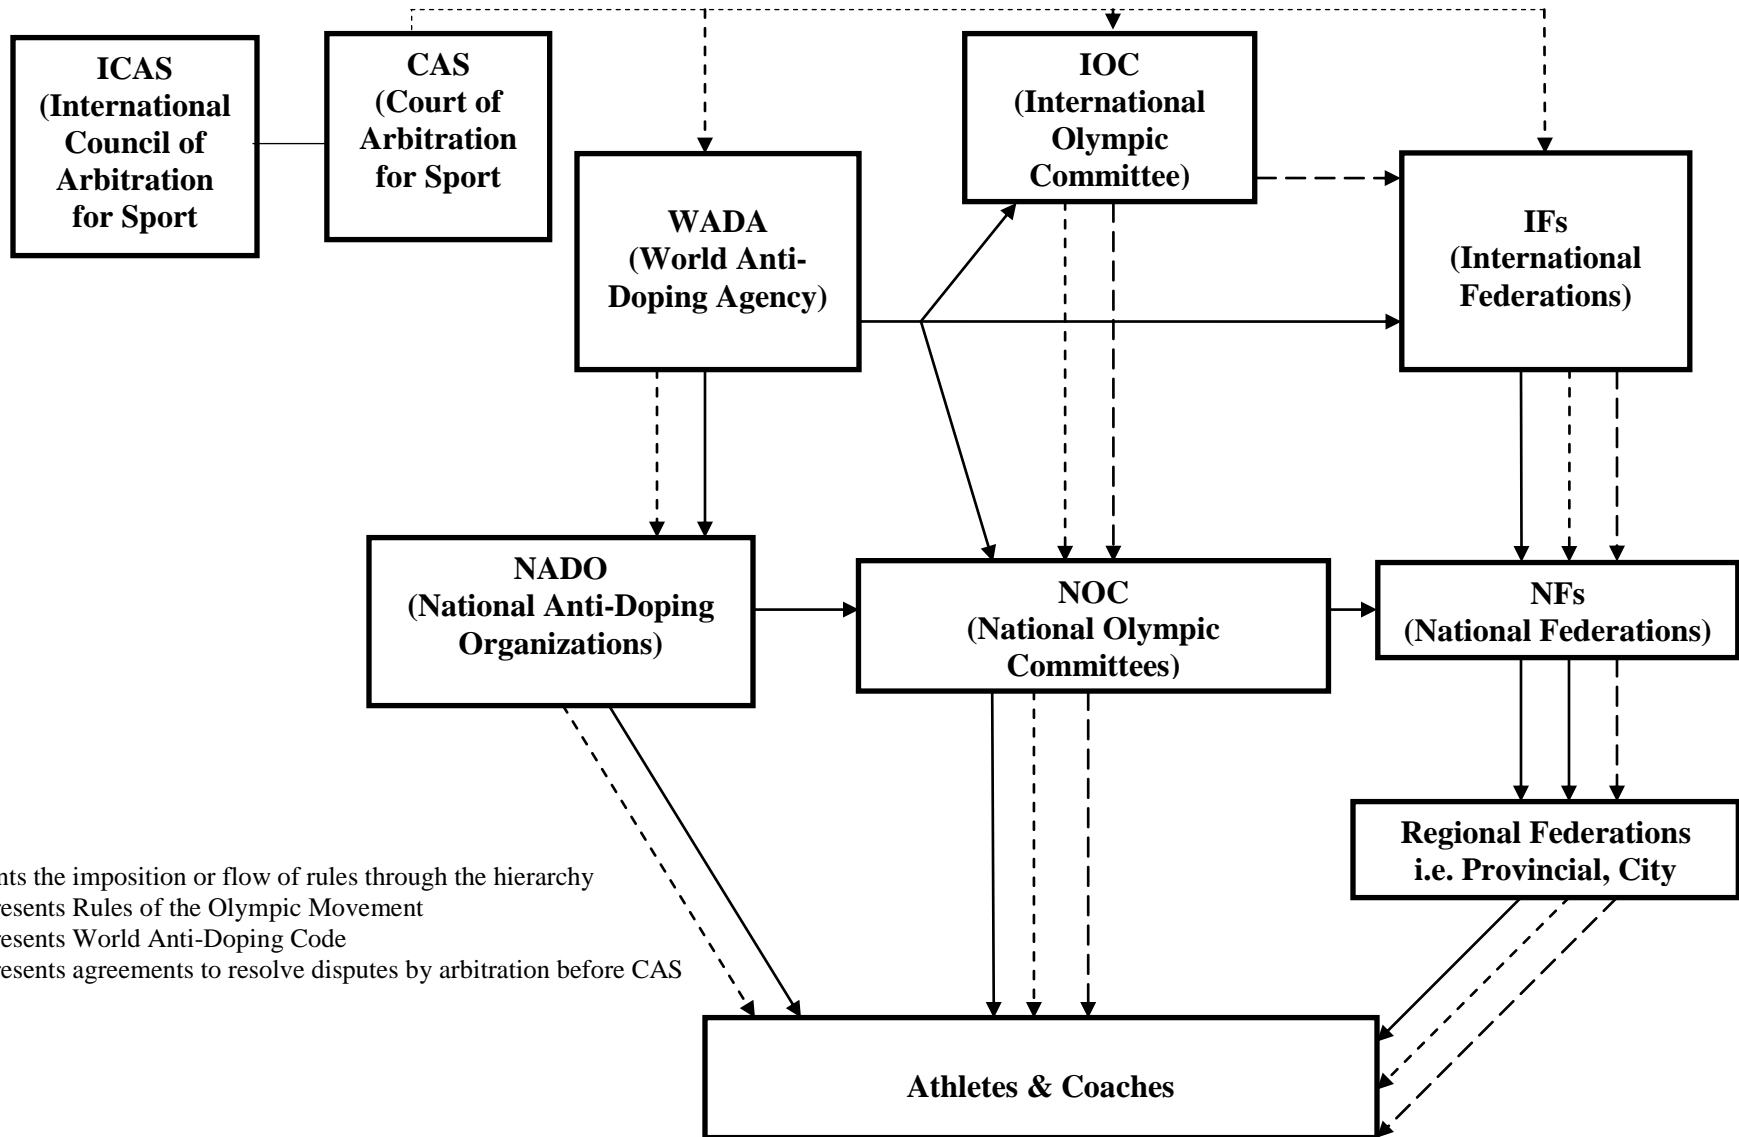 ICAS
(International
Council of
Arbitration
for Sport
CAS
(Court of
Arbitration
for Sport
WADA
(World Anti-
Doping Agency)
IOC
(International
Olympic
Committee)
IFs
(International
Federations)
NADO
(National Anti-Doping
Organizations)
NOC
(National Olympic
Committees)
NFs
(National Federations)
Regional Federations
i.e. Provincial, City
nts the imposition or flow of rules through the hierarchy
resents Rules of the Olympic Movement
resents World Anti-Doping Code
resents agreements to resolve disputes by arbitration before CAS
Athletes & Coaches